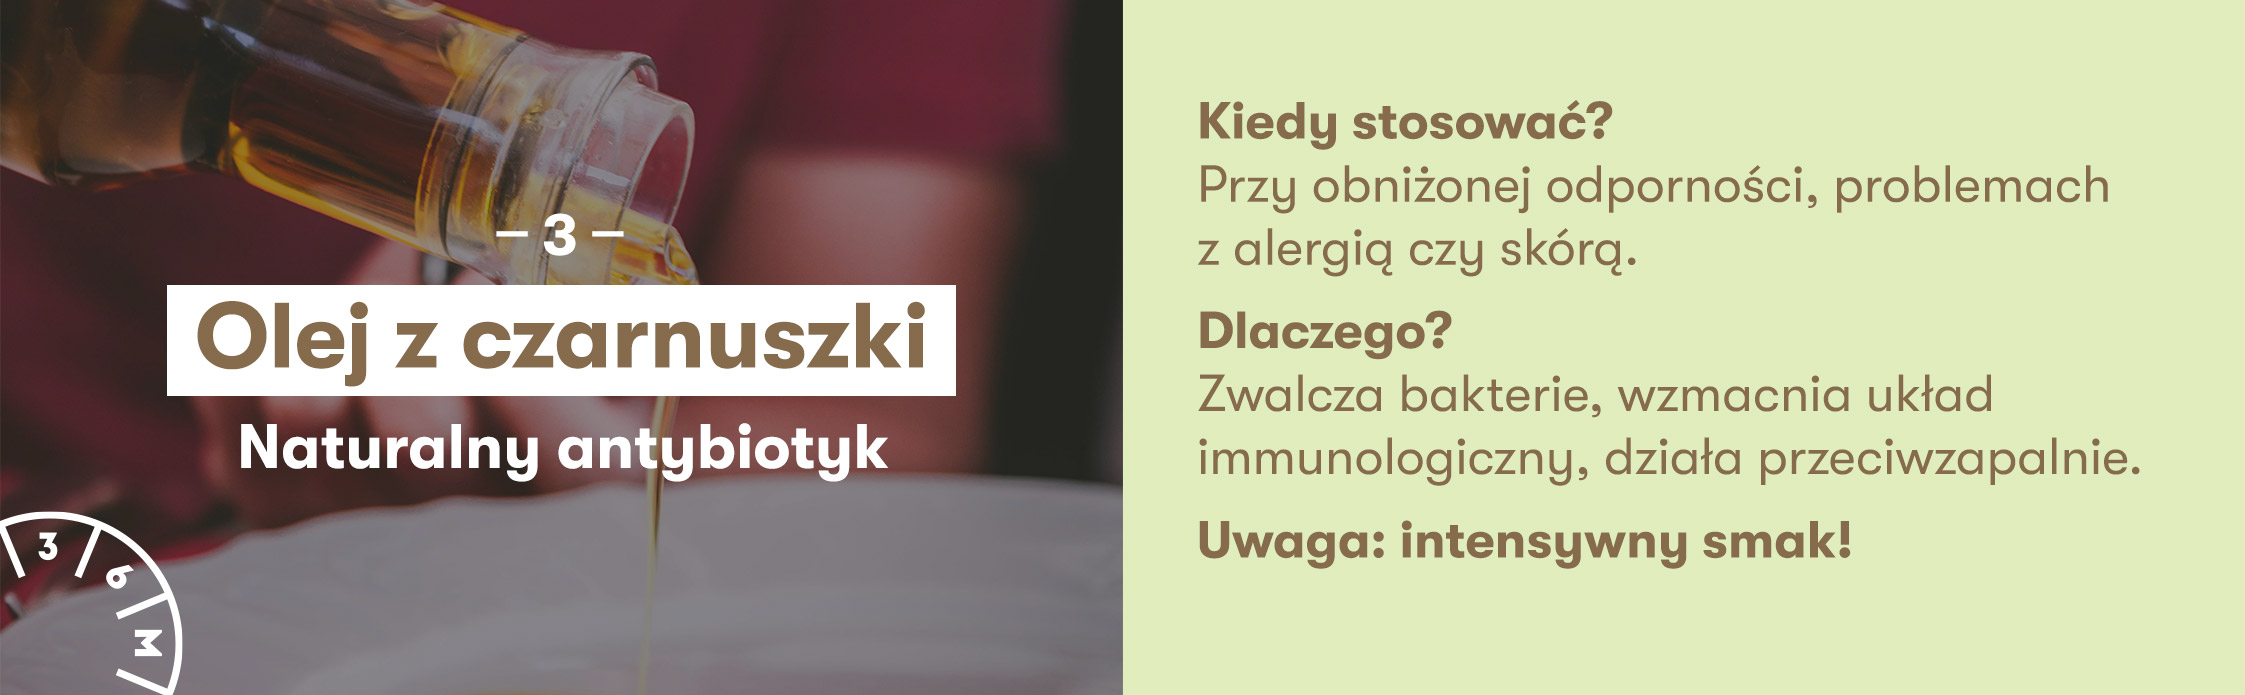 – 3 –
Olej z czarnuszki
Naturalny antybiotyk
3
6
M
Kiedy stosować?
Przy obniżonej odporności, problemach
z alergią czy skórą.
Dlaczego?
Zwalcza bakterie, wzmacnia układ
immunologiczny, działa przeciwzapalnie.
Uwaga: intensywny smak!